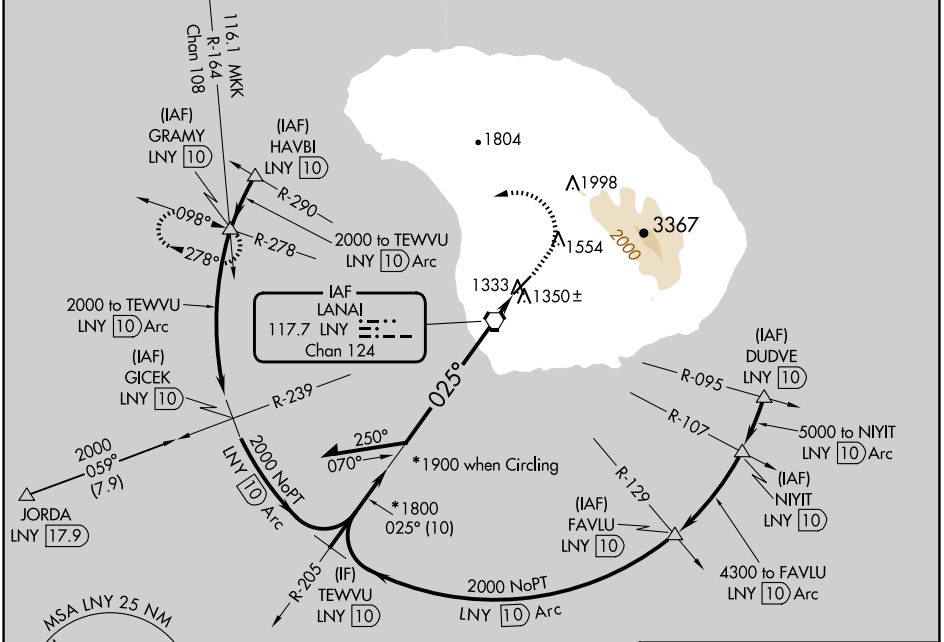 116.1 MKK
R-164
Chan 108
(IAF)
GRAMY
LNY 10
(IAF)
HAVBI
LNY 10
R-290
098°
R-278
278°
2000 to TEWVU
LNY 10 Arc
2000 to TEWVU
LNY 10 Arc
1804
1998
3367
2000
1554
1333
1350±
IAF
LANAI
117.7 LNY
Chan 124
(IAF)
GICEK
LNY 10
R-239
2000
059°
(7.9)
JORDA
LNY 17.9
2000 NoPT
LNY 10 Arc
025°
250°
070°
*1900 when Circling
*1800
025° (10)
R-205
(IF)
TEWVU
LNY 10
(IAF)
DUDVE
LNY 10
R-095
R-107
5000 to NIYIT
LNY 10 Arc
(IAF)
NIYIT
LNY 10
R-129
(IAF)
FAVLU
LNY 10
4300 to FAVLU
LNY 10 Arc
2000 NoPT
LNY 10 Arc
MSA LNY 25 NM